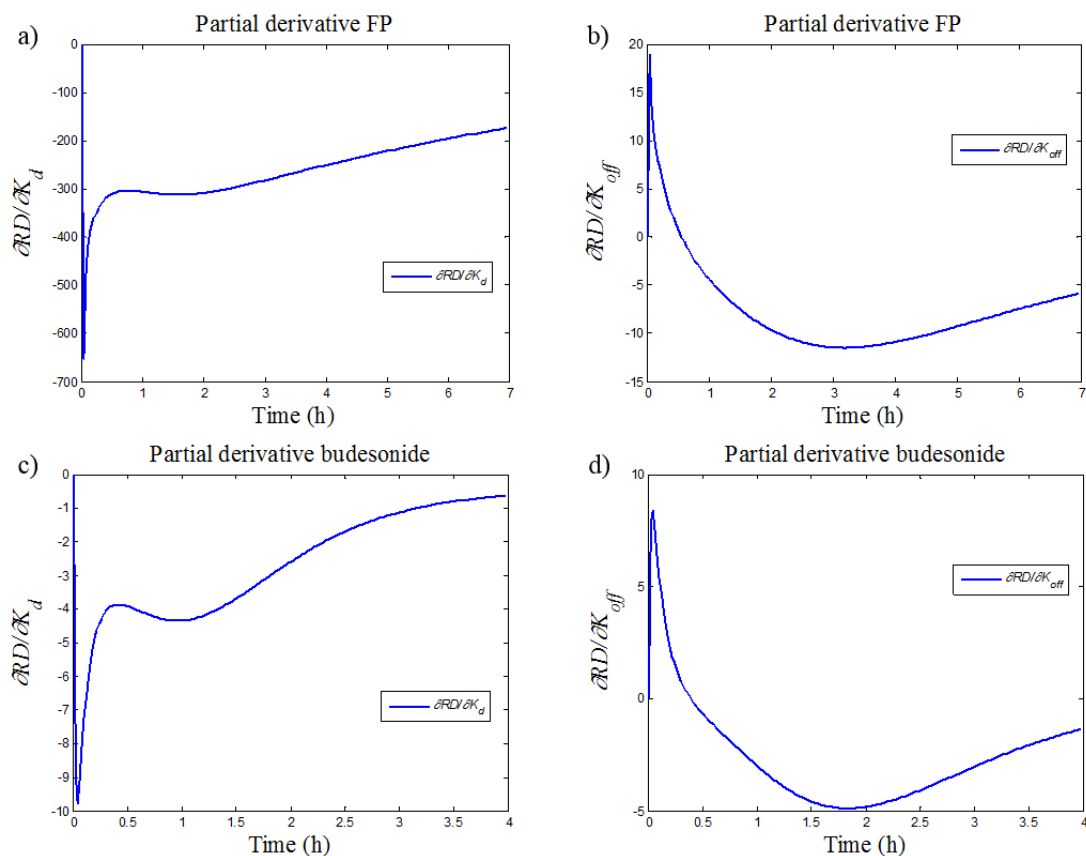 a)
Partial derivative FP
0
-100
-200
-300
-400
-500
-600
-700
∂RD/∂K_d
∂RD/∂K_d
0 1 2 3 4 5 6 7
Time (h)
b)
Partial derivative FP
20
15
10
5
0
-5
-10
-15
∂RD/∂K_off
∂RD/∂K_off
0 1 2 3 4 5 6 7
Time (h)
c)
Partial derivative budesonide
0
-1
-2
-3
-4
-5
-6
-7
-8
-9
-10
∂RD/∂K_d
∂RD/∂K_d
0 0.5 1 1.5 2 2.5 3 3.5 4
Time (h)
d)
Partial derivative budesonide
10
5
0
-5
∂RD/∂K_off
∂RD/∂K_off
0 0.5 1 1.5 2 2.5 3 3.5 4
Time (h)